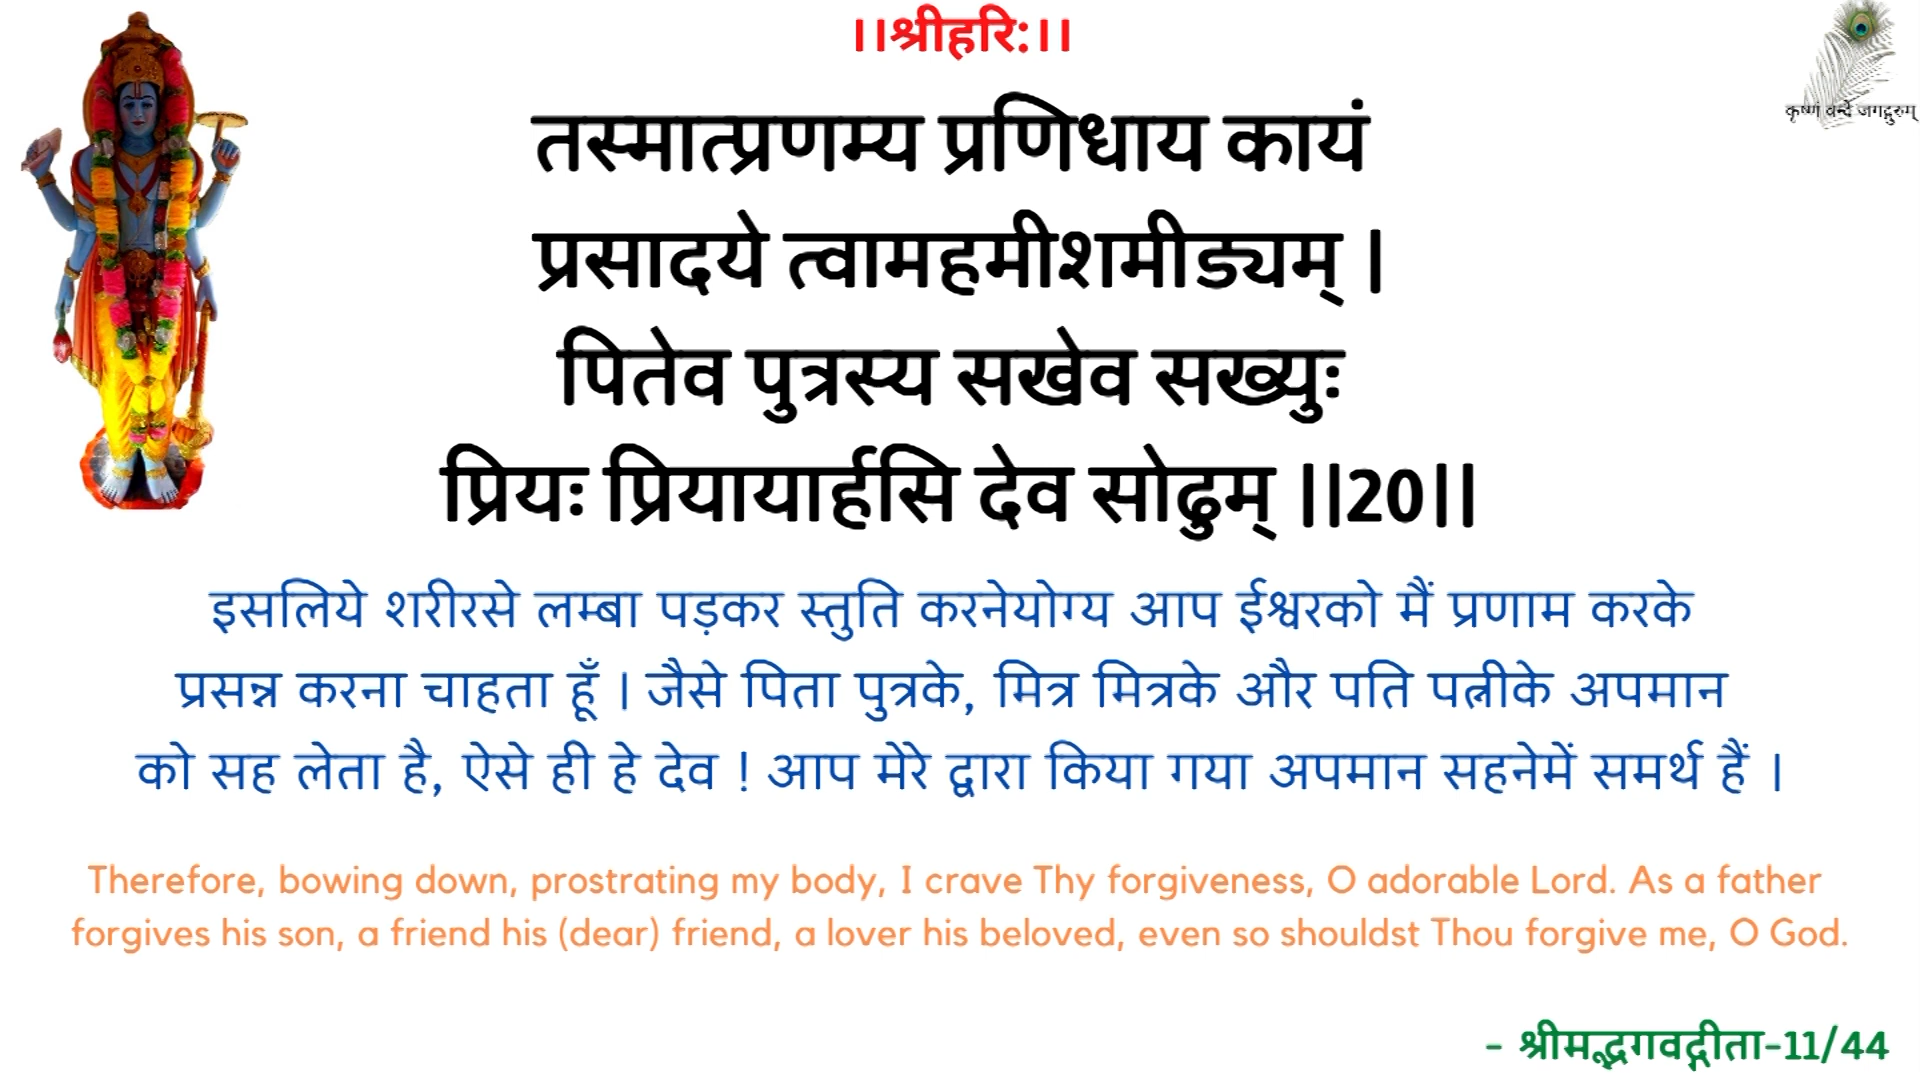 ।।श्रीहरि:।।
कृष्णं वन्दे जगद्गुरुम्
तस्मात्प्रणम्य प्रणिधाय कायं
प्रसादये त्वामहमीशमीड्यम् |
पितेव पुत्रस्य सखेव सख्युः
प्रियः प्रियायार्हसि देव सोढुम् ||20||
इसलिये शरीरसे लम्बा पड़कर स्तुति करनेयोग्य आप ईश्वरको मैं प्रणाम करके
प्रसन्न करना चाहता हूँ । जैसे पिता पुत्रके, मित्र मित्रके और पति पत्नीके अपमान
को सह लेता है, ऐसे ही हे देव ! आप मेरे द्वारा किया गया अपमान सहनेमें समर्थ हैं ।
Therefore, bowing down, prostrating my body, I crave Thy forgiveness, O adorable Lord. As a father
forgives his son, a friend his (dear) friend, a lover his beloved, even so shouldst Thou forgive me, O God.
- श्रीमद्भगवद्गीता-11/44